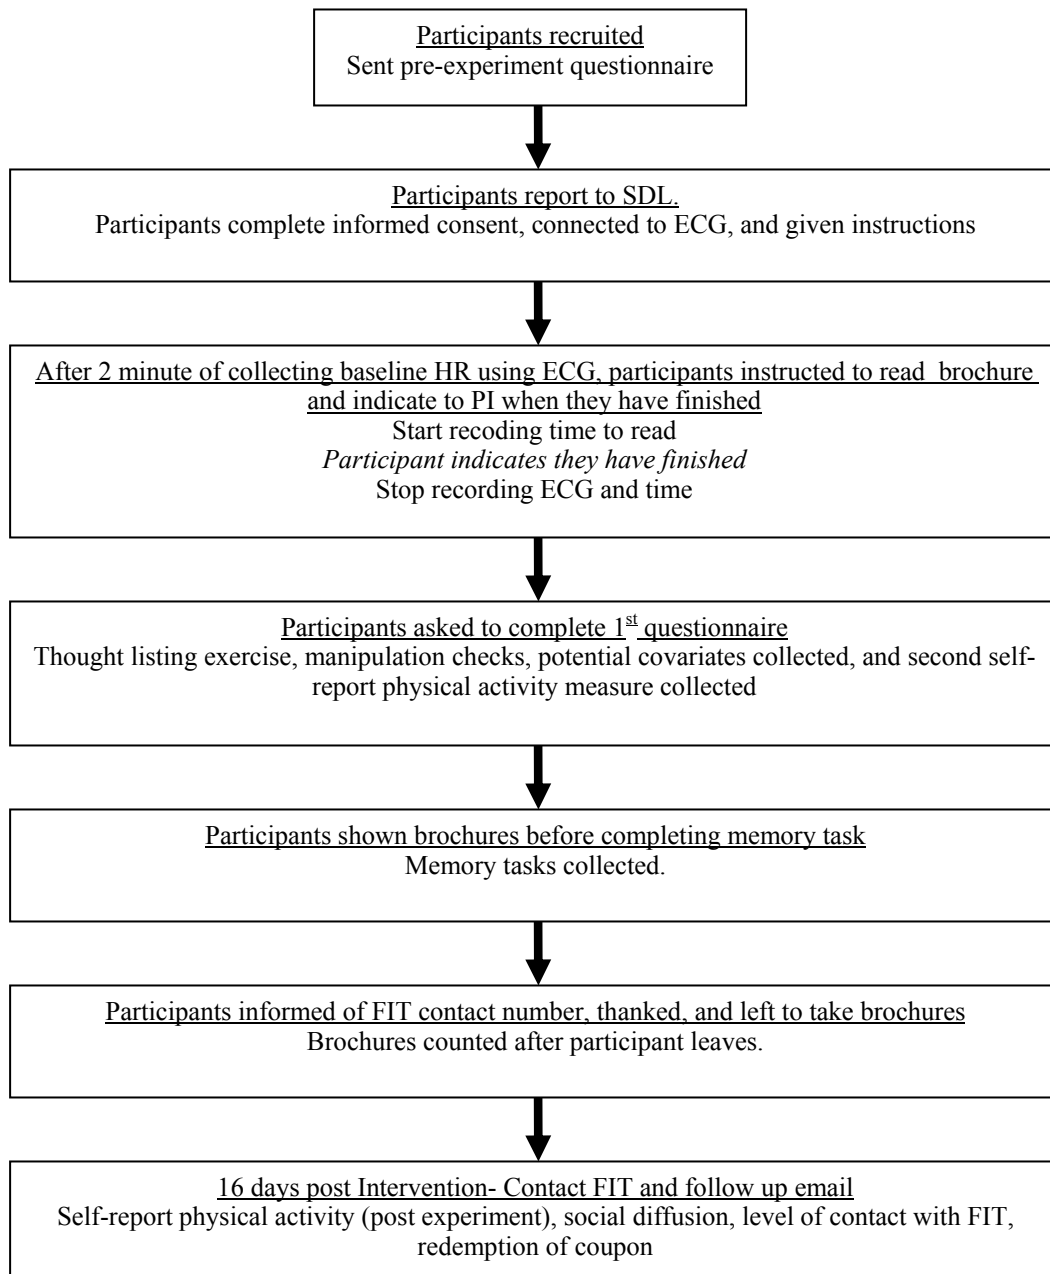 Participants recruited
Sent pre-experiment questionnaire
Participants report to SDL.
Participants complete informed consent, connected to ECG, and given instructions
After 2 minute of collecting baseline HR using ECG, participants instructed to read brochure
and indicate to PI when they have finished
Start recoding time to read
Participant indicates they have finished
Stop recording ECG and time
Participants asked to complete 1st questionnaire
Thought listing exercise, manipulation checks, potential covariates collected, and second self-
report physical activity measure collected
Participants shown brochures before completing memory task
Memory tasks collected.
Participants informed of FIT contact number, thanked, and left to take brochures
Brochures counted after participant leaves.
16 days post Intervention- Contact FIT and follow up email
Self-report physical activity (post experiment), social diffusion, level of contact with FIT,
redemption of coupon